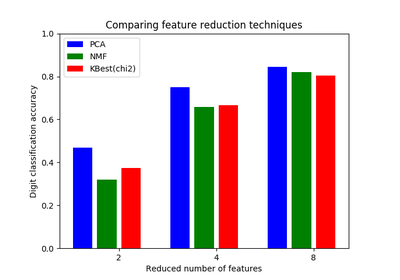 Comparing feature reduction techniques
1.0
PCA
NMF
KBest(chi2)
0.8
0.6
0.4
0.2
0.0
Digit classification accuracy
2
4
8
Reduced number of features